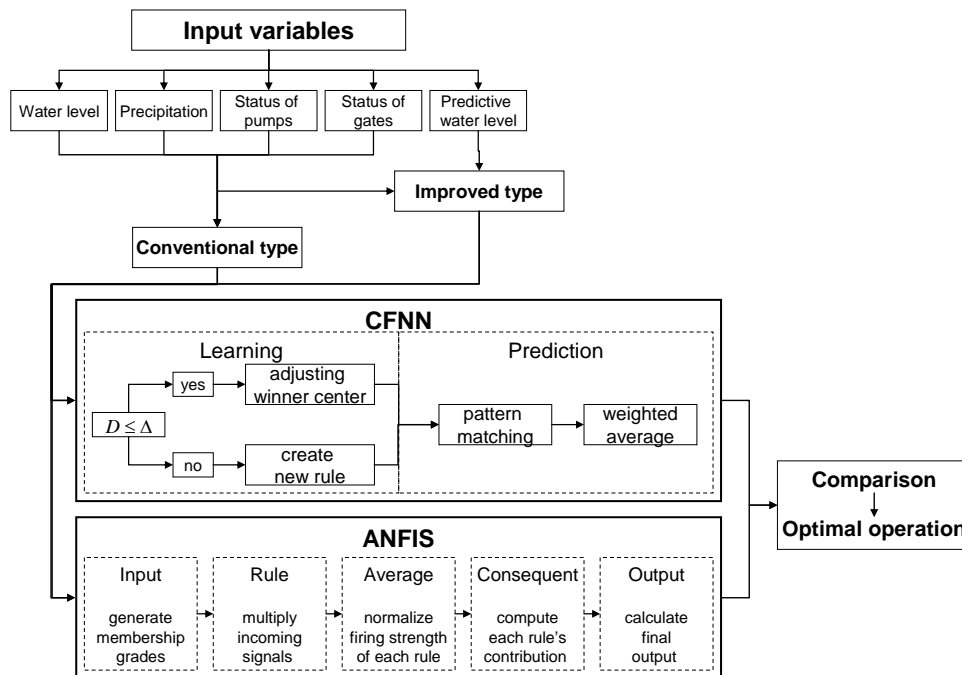 Input variables
Water level
Precipitation
Status of
pumps
Status of
gates
Predictive
water level
Improved type
Conventional type
CFNN
Learning
Prediction
yes
adjusting
winner center
D ≤ Δ
pattern
matching
weighted
average
no
create
new rule
Comparison
Optimal operation
ANFIS
Input
generate
membership
grades
Rule
multiply
incoming
signals
Average
normalize
firing strength
of each rule
Consequent
compute
each rule's
contribution
Output
calculate
final
output